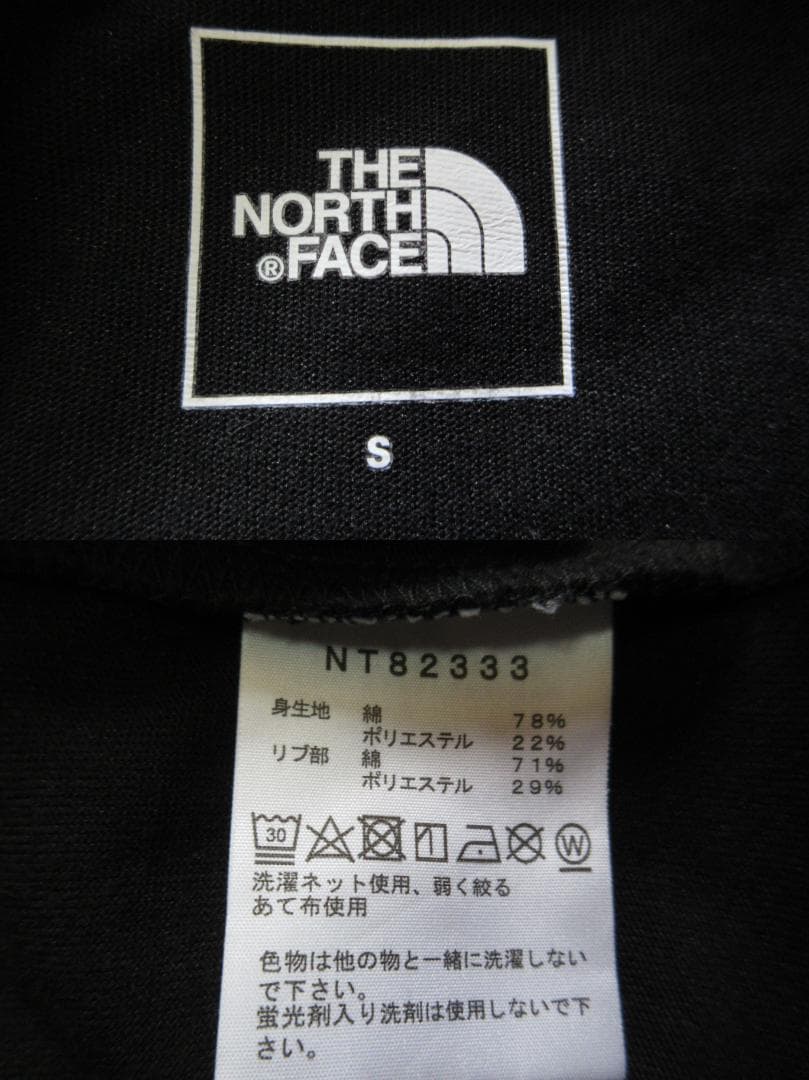 THE
NORTH
®FACE
S
NT82333
身生地 綿 78%
ポリエステル 22%
リブ部 綿 71%
ポリエステル 29%
30 W
洗濯ネット使用、弱く絞る
あて布使用
色物は他の物と一緒に洗濯しない
で下さい。
蛍光剤入り洗剤は使用しないで下
さい。